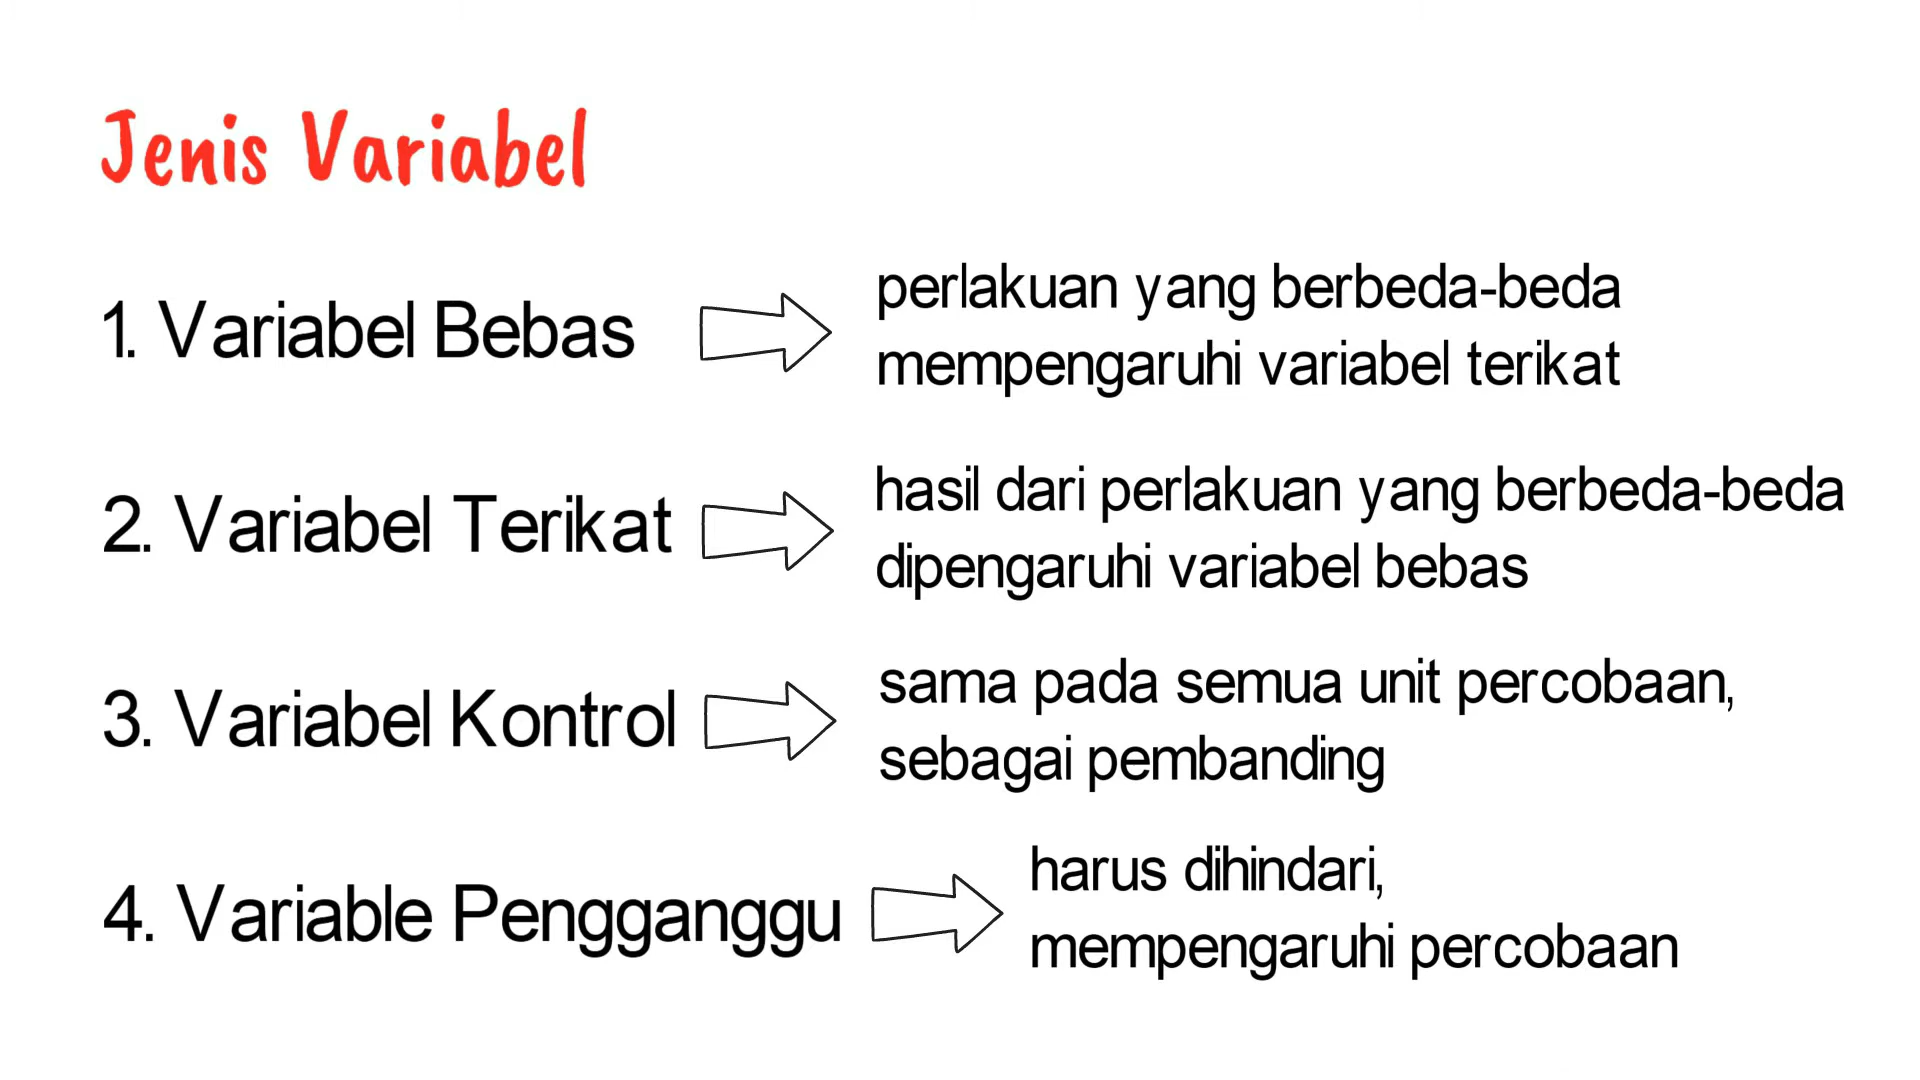 Jenis Variabel
1. Variabel Bebas
perlakuan yang berbeda-beda
mempengaruhi variabel terikat
2. Variabel Terikat
hasil dari perlakuan yang berbeda-beda
dipengaruhi variabel bebas
3. Variabel Kontrol
sama pada semua unit percobaan,
sebagai pembanding
4. Variable Pengganggu
harus dihindari,
mempengaruhi percobaan